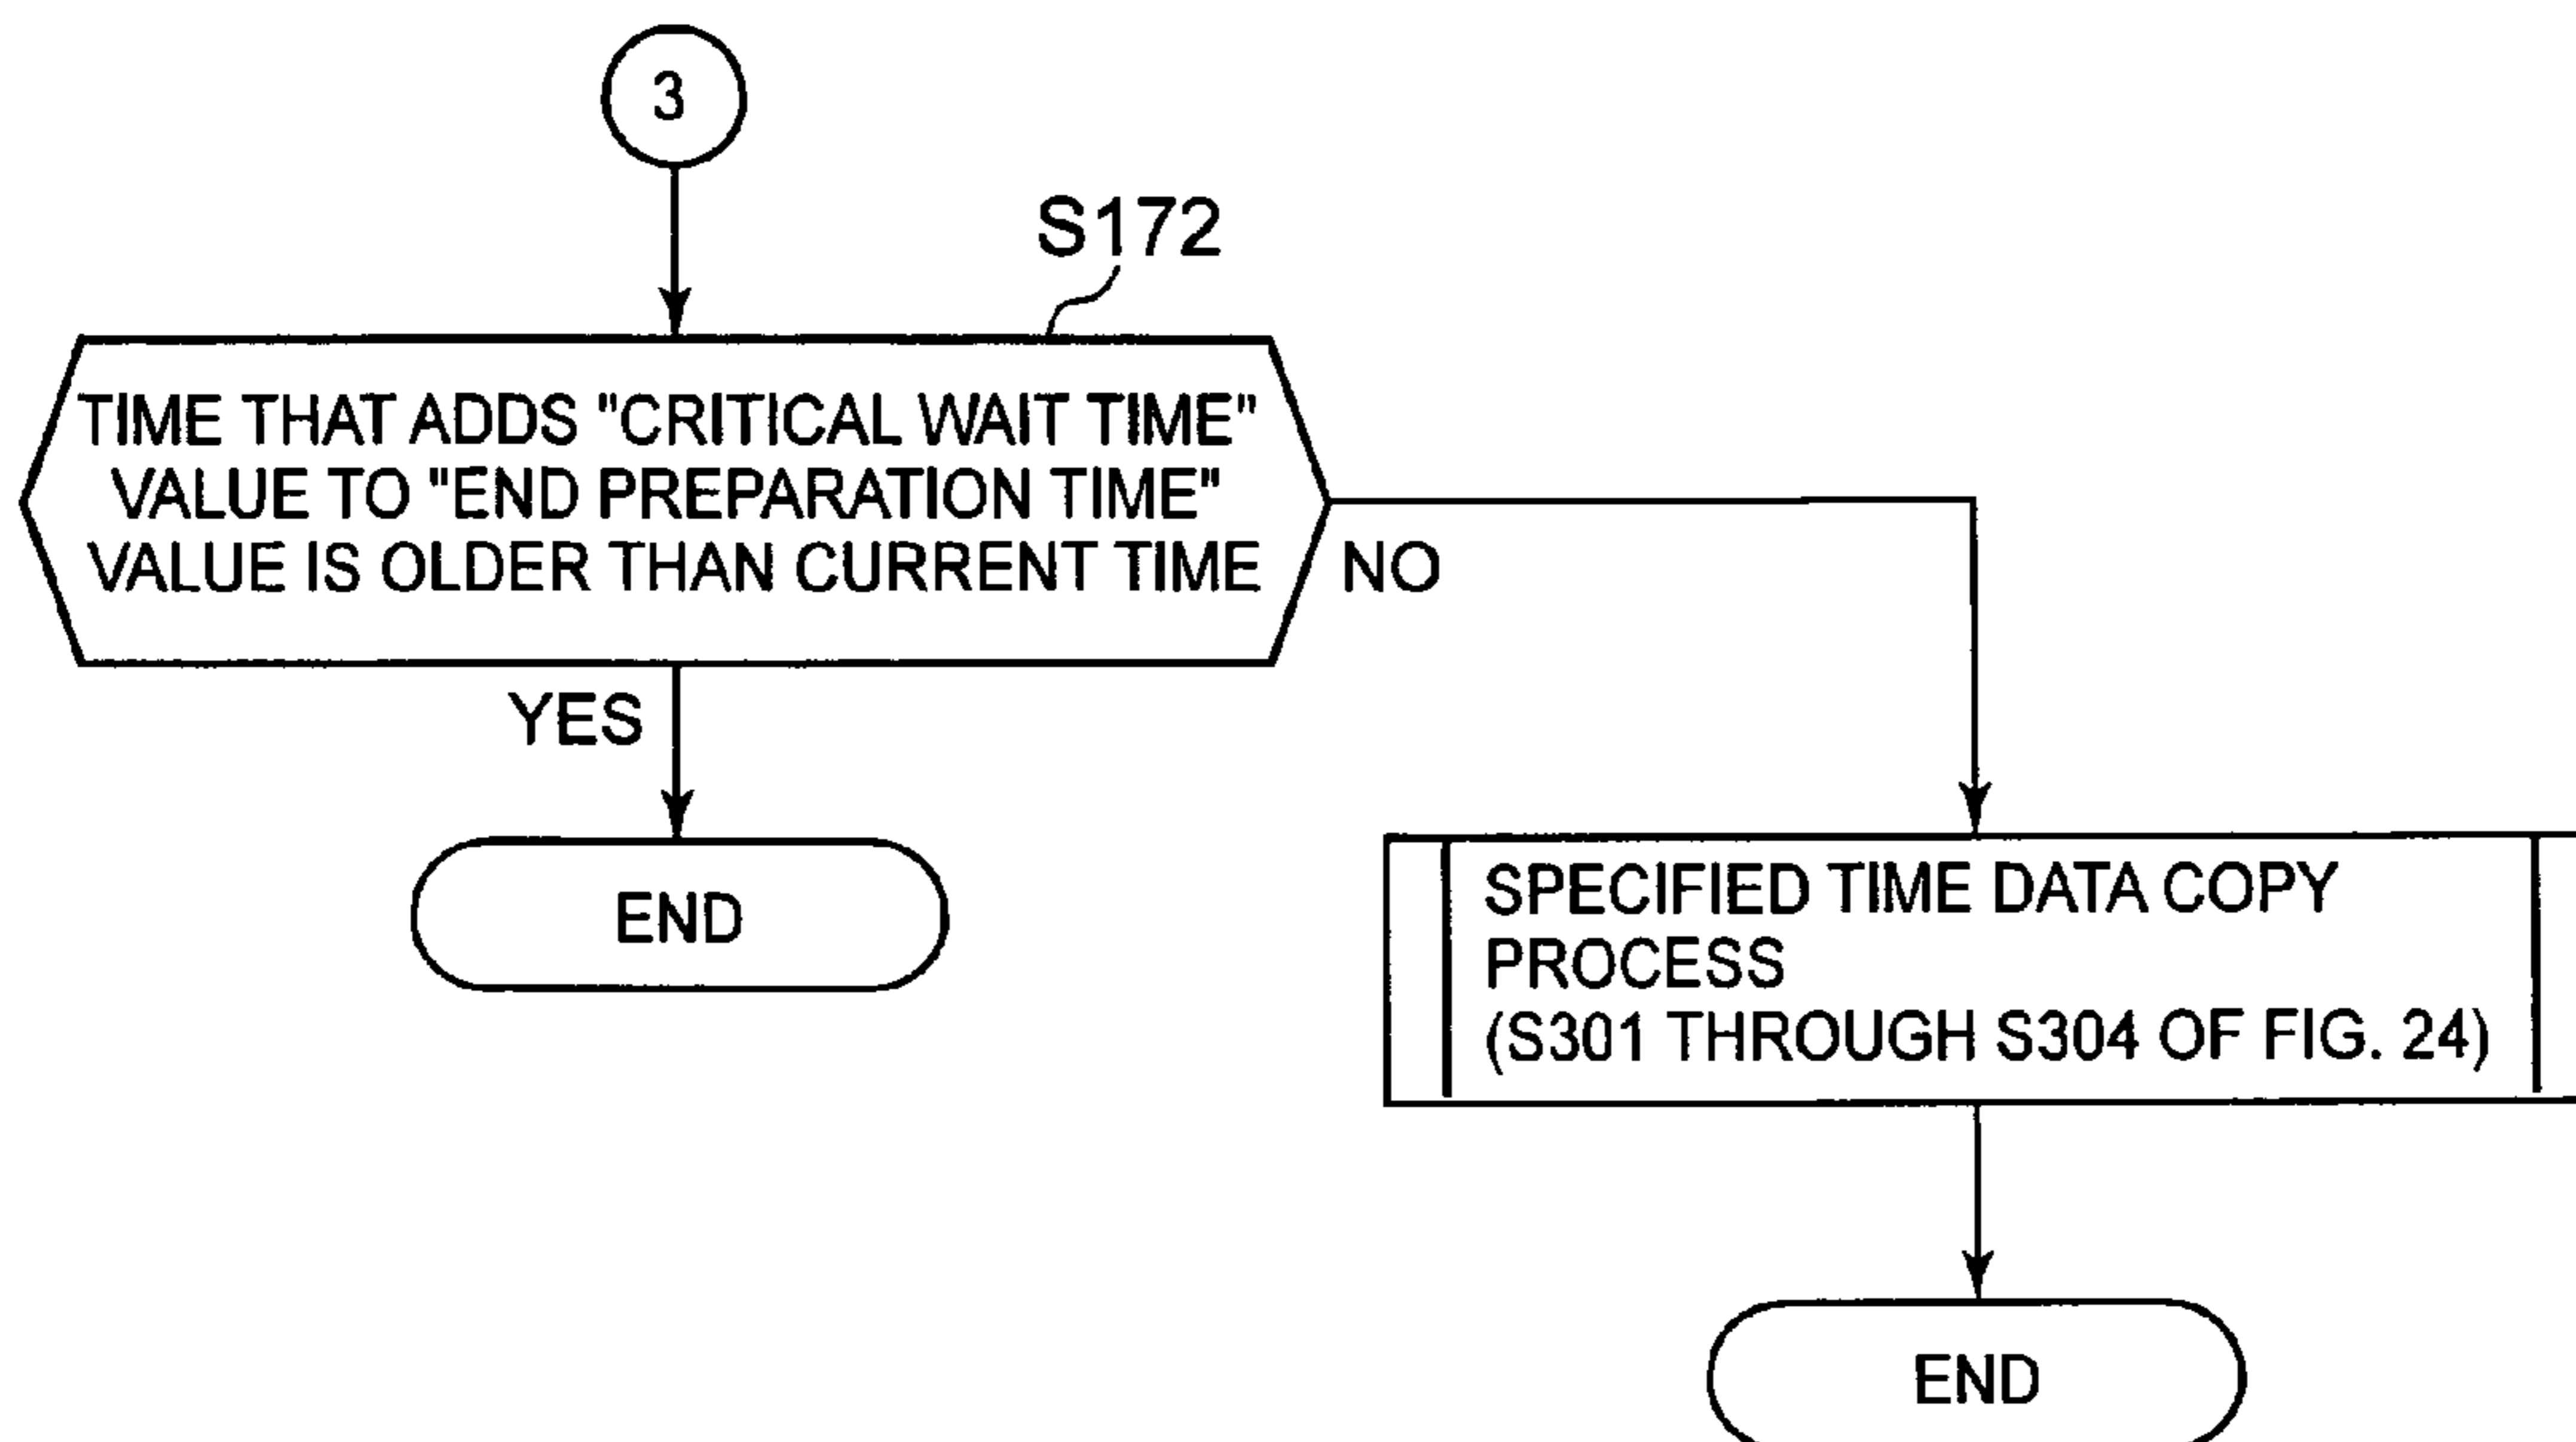 3
S172
TIME THAT ADDS "CRITICAL WAIT TIME"
VALUE TO "END PREPARATION TIME"
VALUE IS OLDER THAN CURRENT TIME
NO
YES
END
SPECIFIED TIME DATA COPY
PROCESS
(S301 THROUGH S304 OF FIG. 24)
END